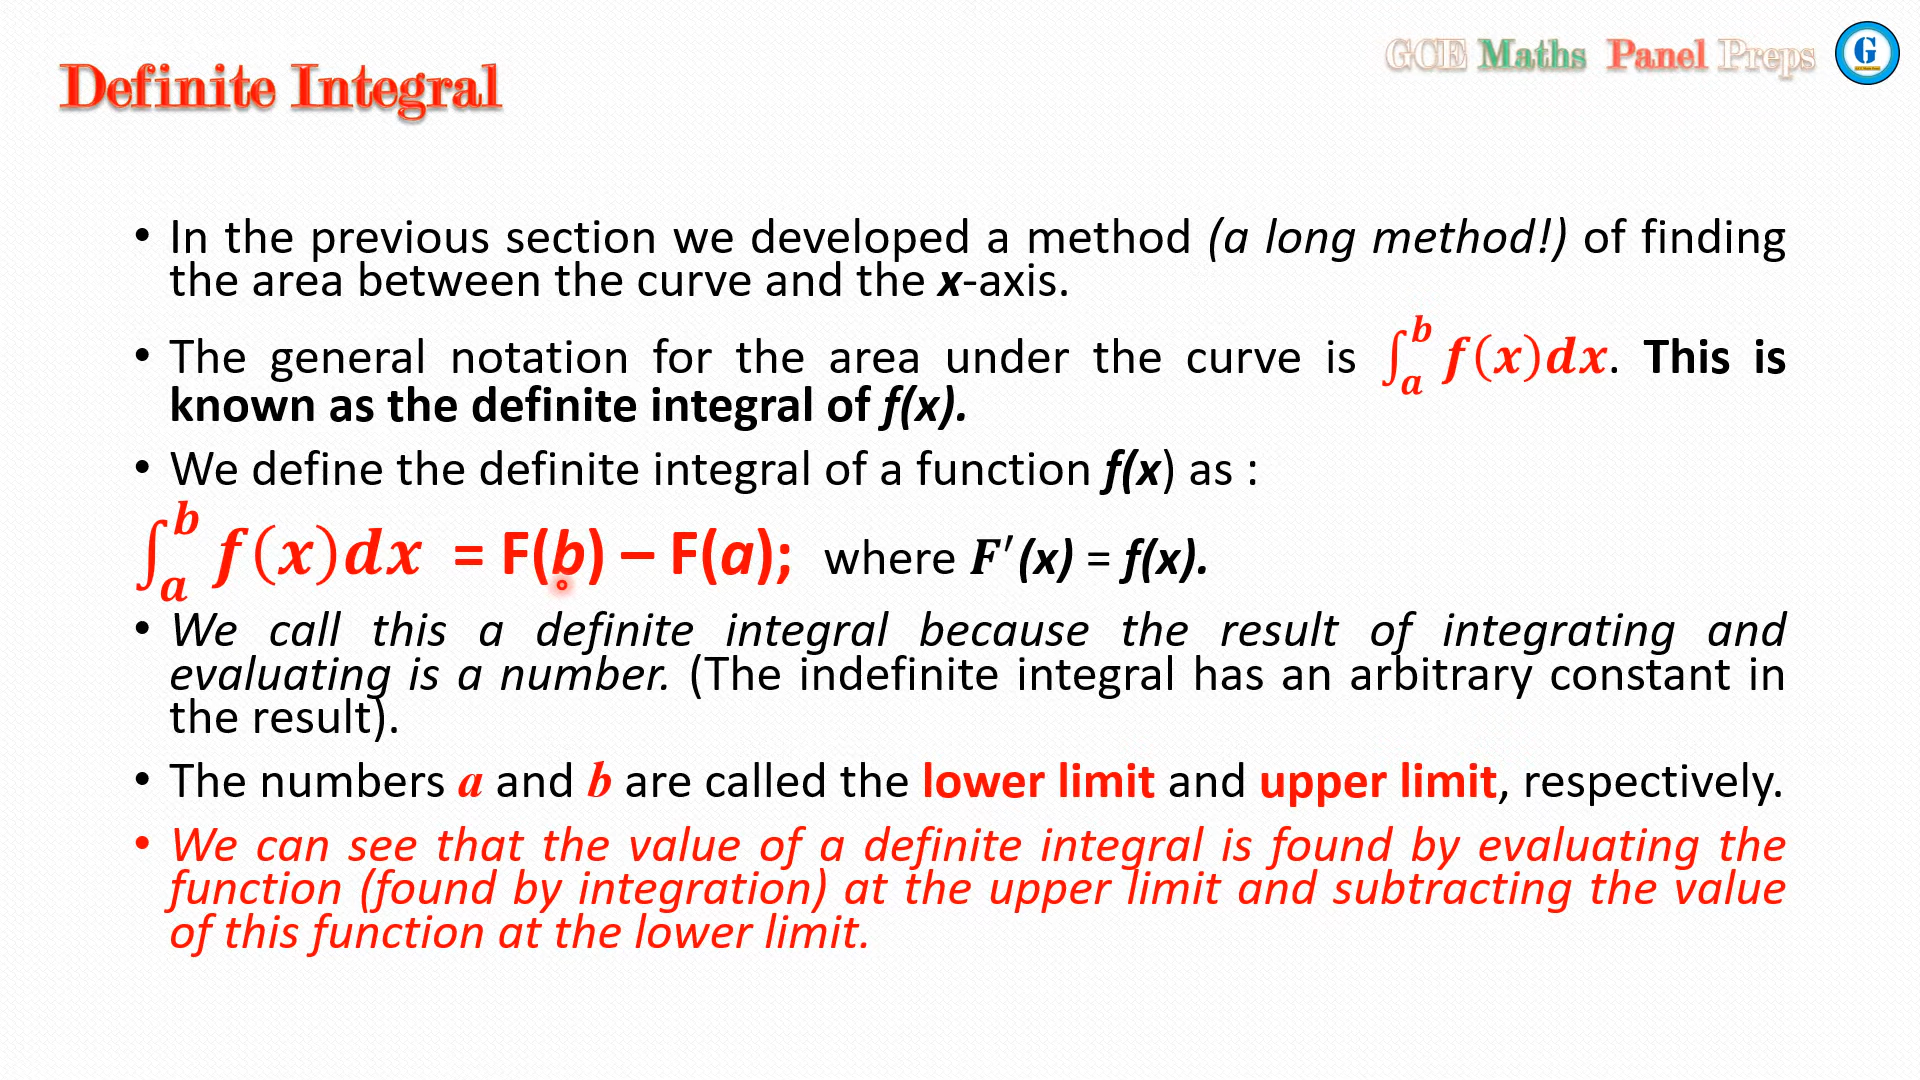 Definite Integral
GCE Maths Panel Preps
G
• In the previous section we developed a method (a long method!) of finding
the area between the curve and the x-axis.
• The general notation for the area under the curve is ∫ₐᵇ f(x)dx. This is
known as the definite integral of f(x).
• We define the definite integral of a function f(x) as :
∫ₐᵇ f(x)dx = F(b) – F(a); where F′(x) = f(x).
• We call this a definite integral because the result of integrating and
evaluating is a number. (The indefinite integral has an arbitrary constant in
the result).
• The numbers a and b are called the lower limit and upper limit, respectively.
• We can see that the value of a definite integral is found by evaluating the
function (found by integration) at the upper limit and subtracting the value
of this function at the lower limit.